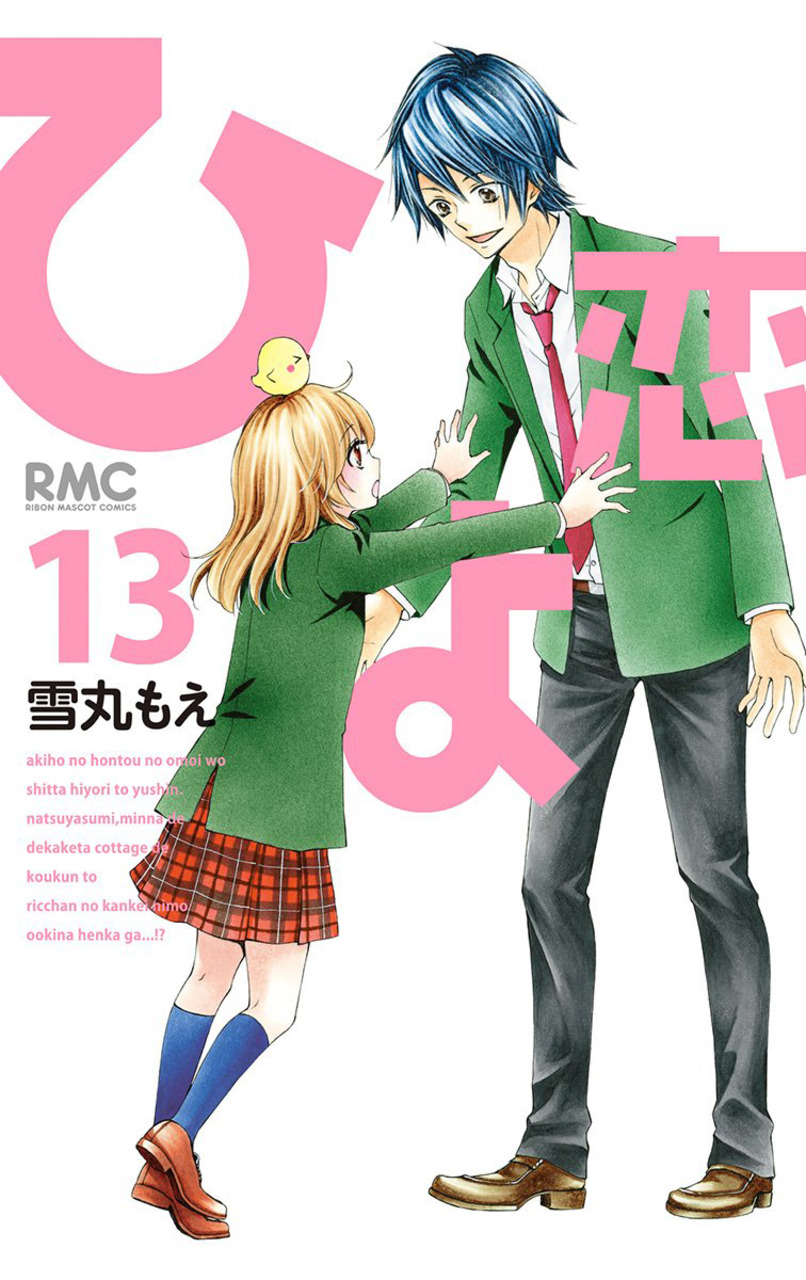 ひよ恋
RMC
RIBON MASCOT COMICS
13
雪丸もえ
akiho no hontou no omoi wo
shitta hiyori to yushin.
natsuyasumi,minna de
dekaketa cottage de
koukun to
ricchan no kankei nimo
ookina henka ga...!?